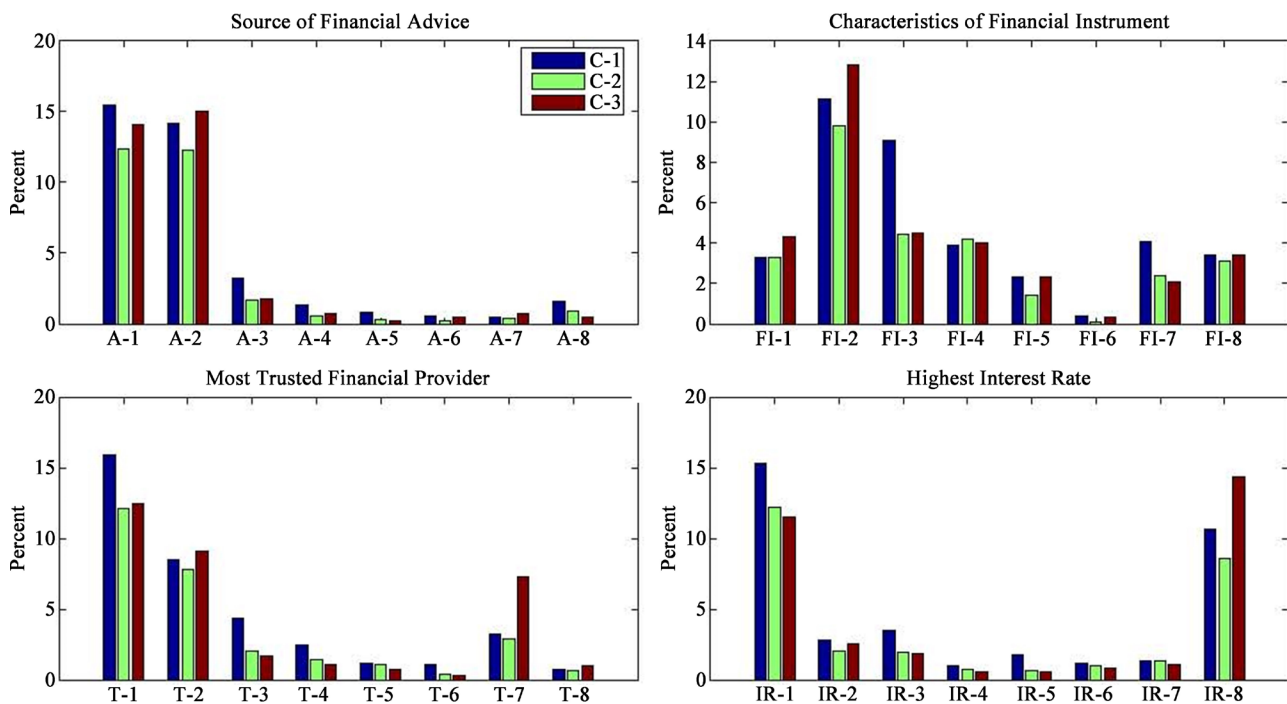 Source of Financial Advice
20
15
10
5
0
Percent
C-1
C-2
C-3
A-1 A-2 A-3 A-4 A-5 A-6 A-7 A-8
Characteristics of Financial Instrument
14
12
10
8
6
4
2
0
Percent
FI-1 FI-2 FI-3 FI-4 FI-5 FI-6 FI-7 FI-8
Most Trusted Financial Provider
20
15
10
5
0
Percent
T-1 T-2 T-3 T-4 T-5 T-6 T-7 T-8
Highest Interest Rate
20
15
10
5
0
Percent
IR-1 IR-2 IR-3 IR-4 IR-5 IR-6 IR-7 IR-8